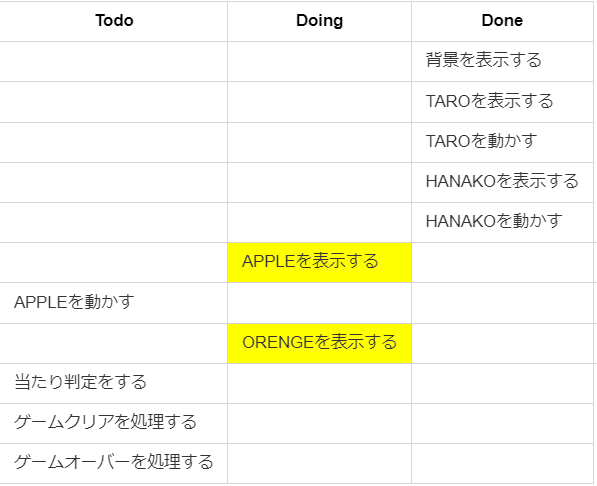 Todo Doing Done
背景を表示する
TAROを表示する
TAROを動かす
HANAKOを表示する
HANAKOを動かす
APPLEを表示する
APPLEを動かす
ORENGEを表示する
当たり判定をする
ゲームクリアを処理する
ゲームオーバーを処理する